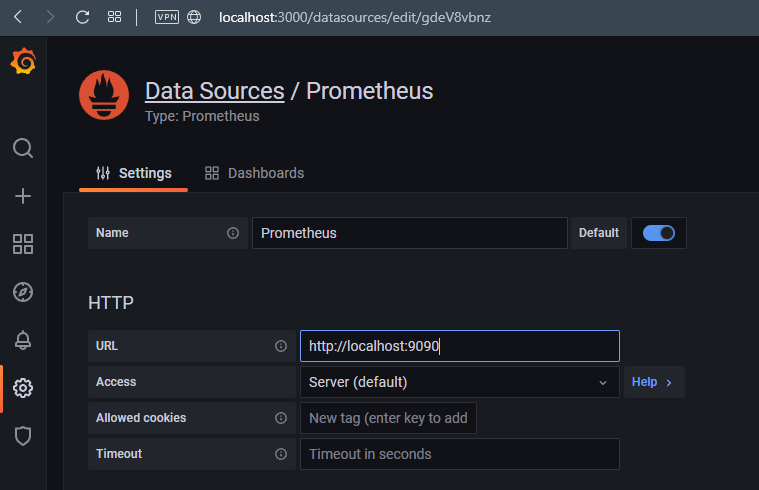 VPN localhost:3000/datasources/edit/gdeV8vbnz
Data Sources / Prometheus
Type: Prometheus
Settings Dashboards
Name Prometheus Default
HTTP
URL http://localhost:9090
Access Server (default) Help >
Allowed cookies New tag (enter key to add
Timeout Timeout in seconds